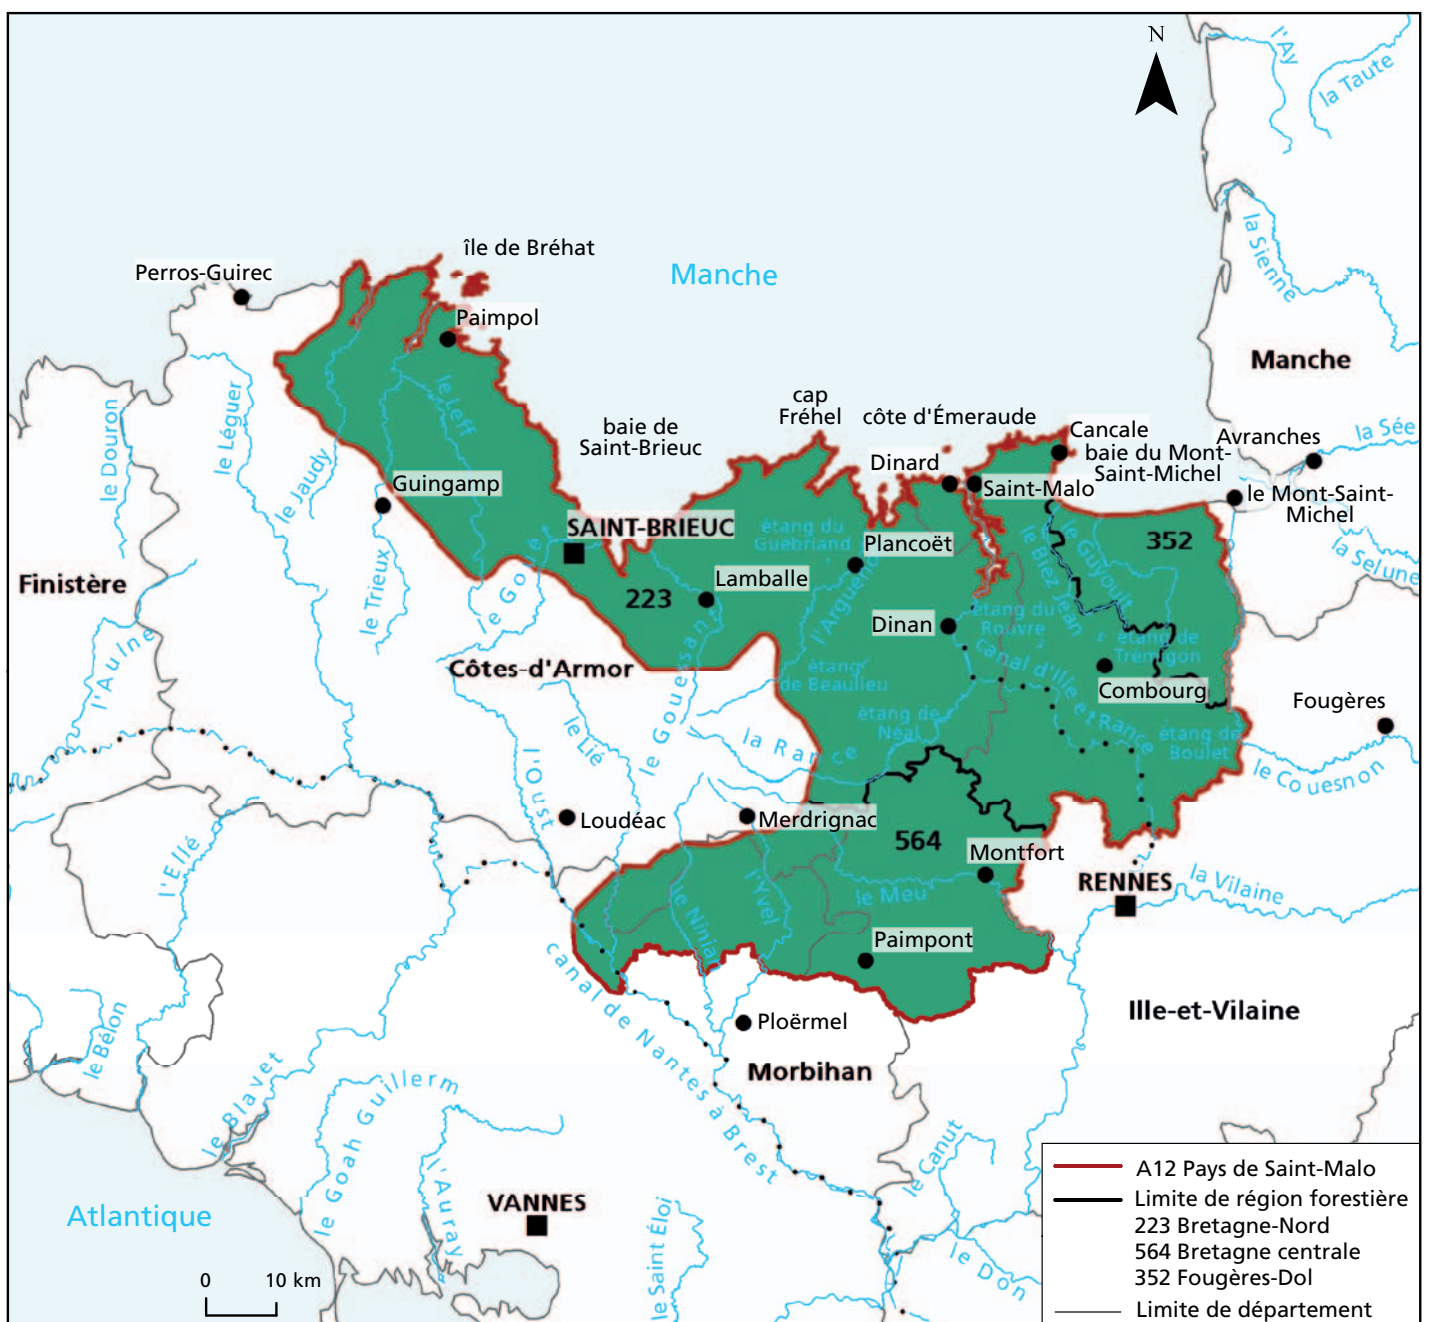 N
l'Ay
la Taute
la Sienne
île de Bréhat
Perros-Guirec
Manche
Paimpol
Manche
le Douron
le Léguer
le Jaudy
le Leff
cap
Fréhel
côte d'Émeraude
baie de
Saint-Brieuc
Cancale
baie du Mont-
Saint-Michel
Avranches
la Sée
Dinard
Guingamp
Saint-Malo
le Mont-Saint-
Michel
SAINT-BRIEUC
étang du
Guébriand
Plancoët
le Guyoult
le Biez Jean
352
la Sélune
Finistère
le Trieux
le Gouët
223
Lamballe
l'Arguenon
Dinan
étang du
Rouvre
étang de
Trémigon
l'Aulne
Côtes-d'Armor
le Gouessant
étang
de Beaulieu
canal d'Ille et Rance
Combourg
Fougères
étang de
Néal
étang de
Boulet
le Lié
l'Oust
la Rance
le Couesnon
Loudéac
Merdrignac
564
Montfort
l'Ellé
le Ninian
l'Yvel
le Meu
RENNES
la Vilaine
Paimpont
canal de Nantes à Brest
Ploërmel
Ille-et-Vilaine
le Bélon
le Blavet
le Goah Guillerm
Morbihan
l'Auray
VANNES
le Saint Éloi
le Canut
le Don
Atlantique
0 10 km
A12 Pays de Saint-Malo
Limite de région forestière
223 Bretagne-Nord
564 Bretagne centrale
352 Fougères-Dol
Limite de département